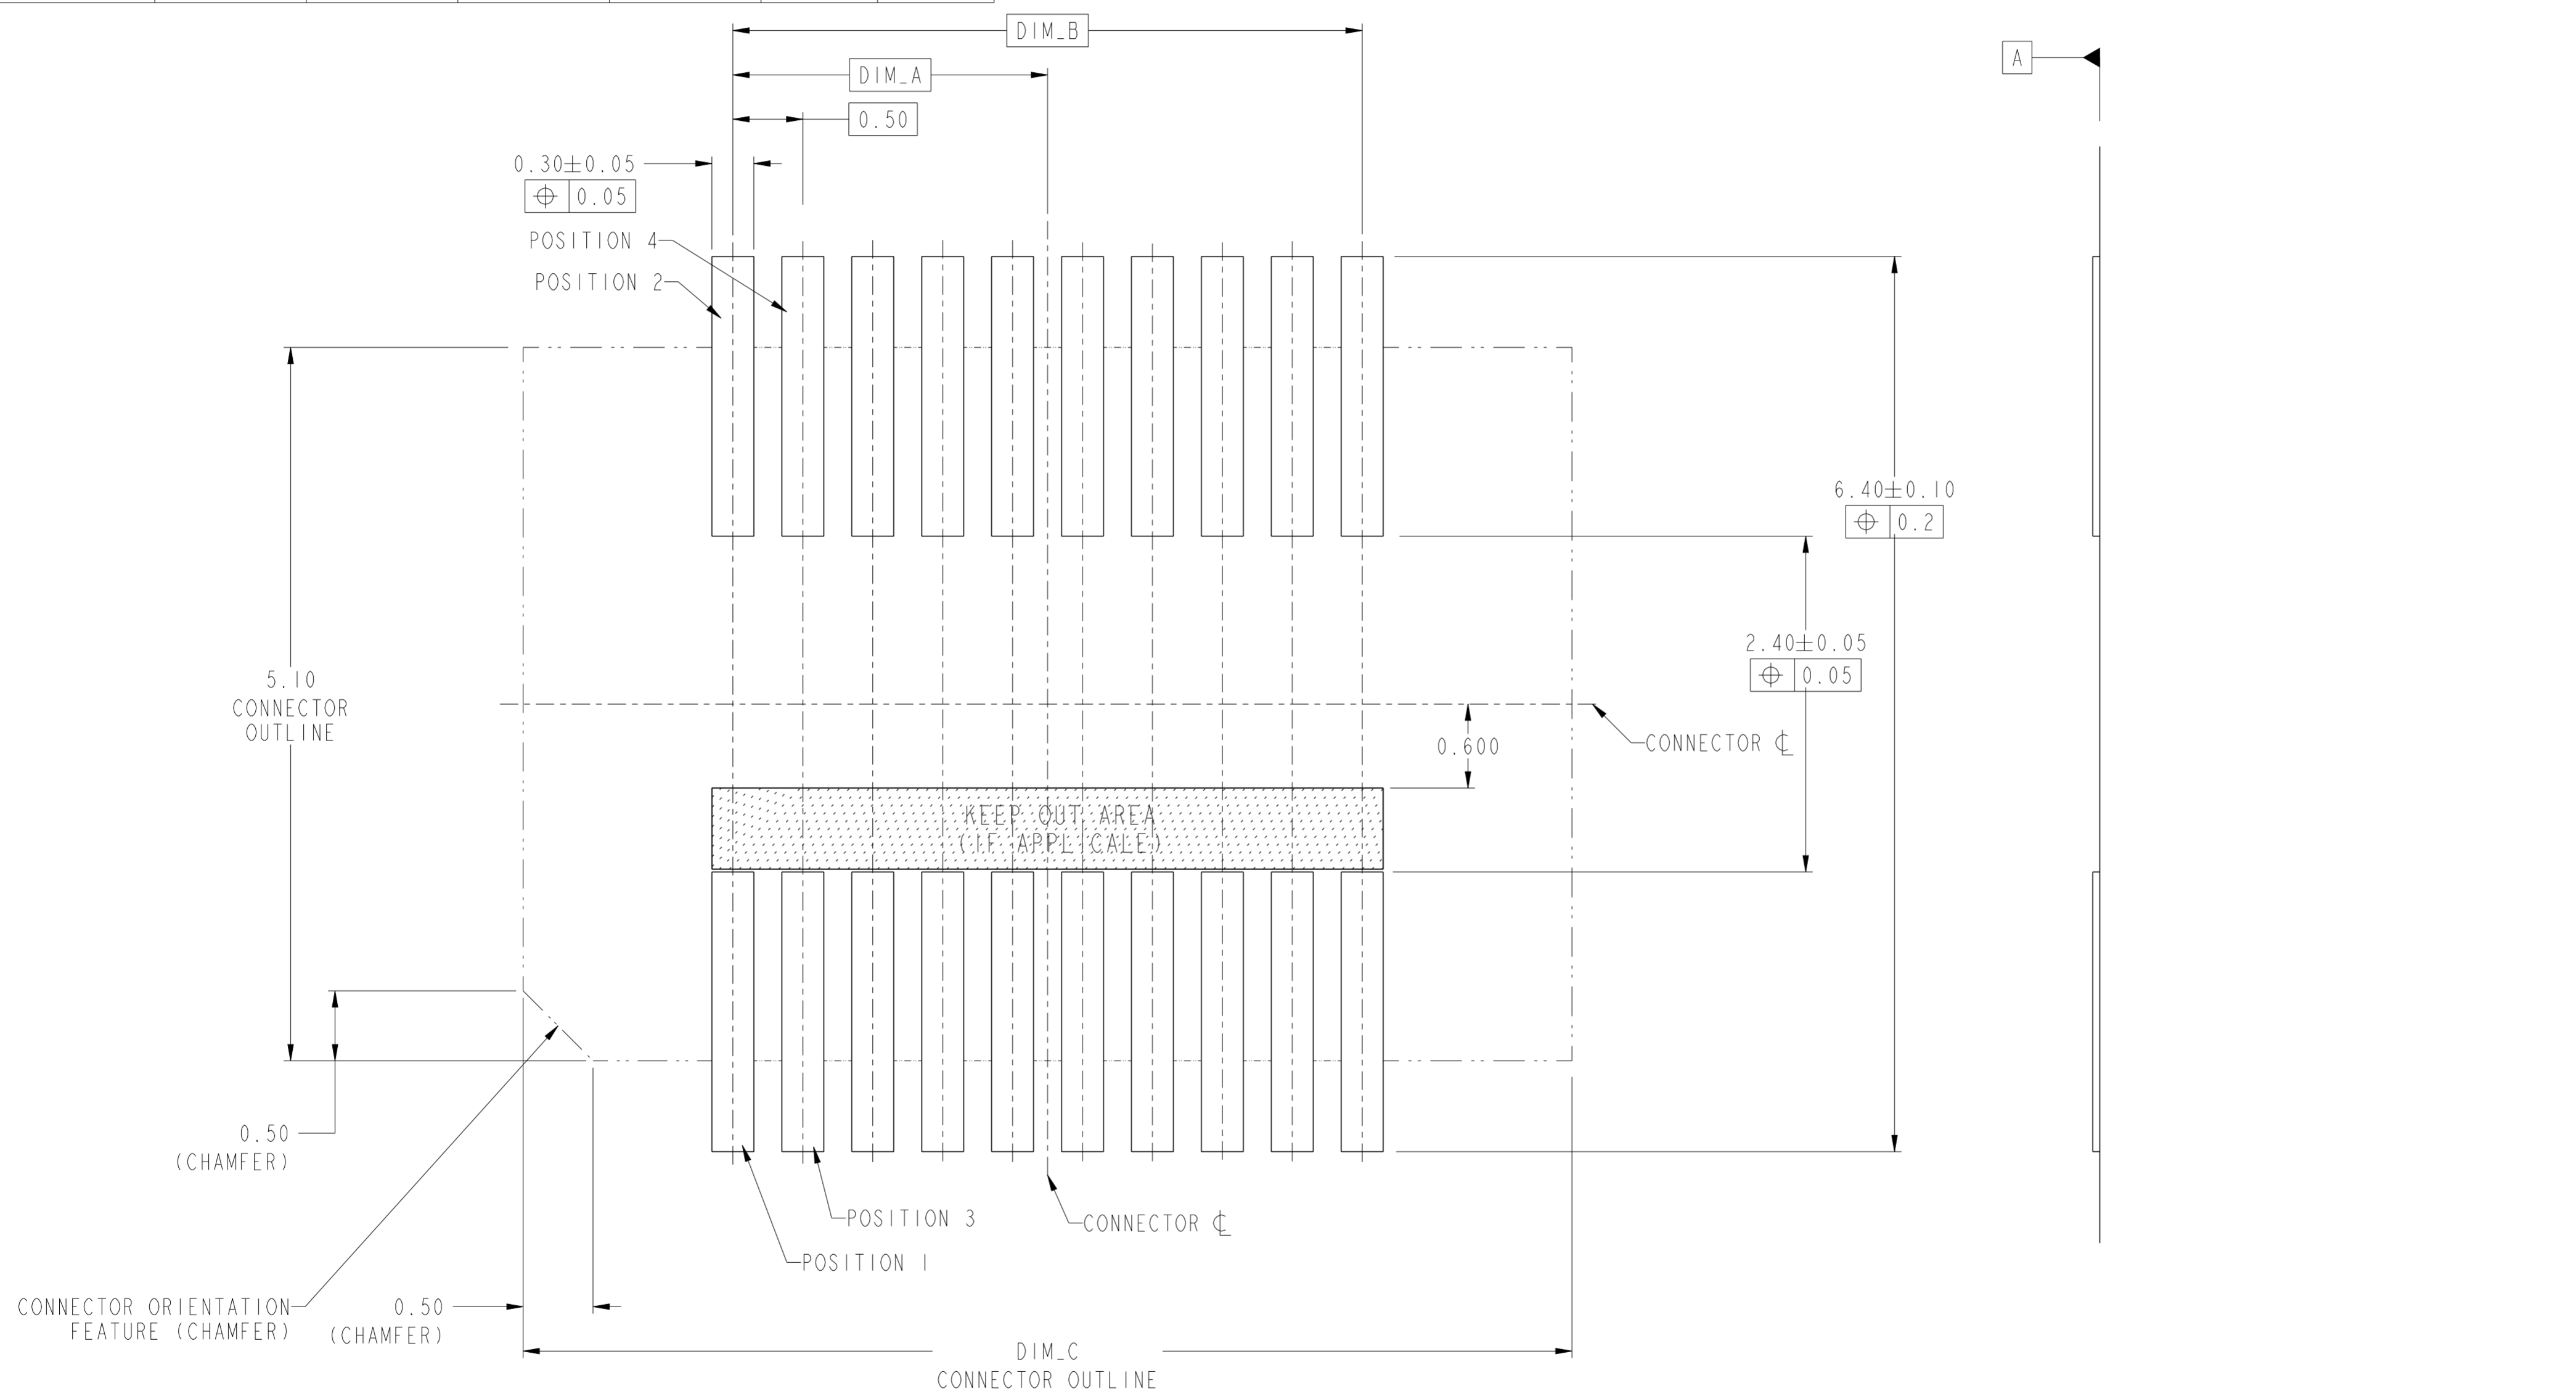 DIM_B
A
DIM_A
0.50
0.30±0.05
⌖ 0.05
POSITION 4
POSITION 2
6.40±0.10
⌖ 0.2
2.40±0.05
⌖ 0.05
5.10
CONNECTOR
OUTLINE
0.600
CONNECTOR ℄
KEEP OUT AREA
(IF APPLICALE)
0.50
(CHAMFER)
POSITION 3
CONNECTOR ℄
POSITION 1
CONNECTOR ORIENTATION
FEATURE (CHAMFER)
0.50
(CHAMFER)
DIM_C
CONNECTOR OUTLINE